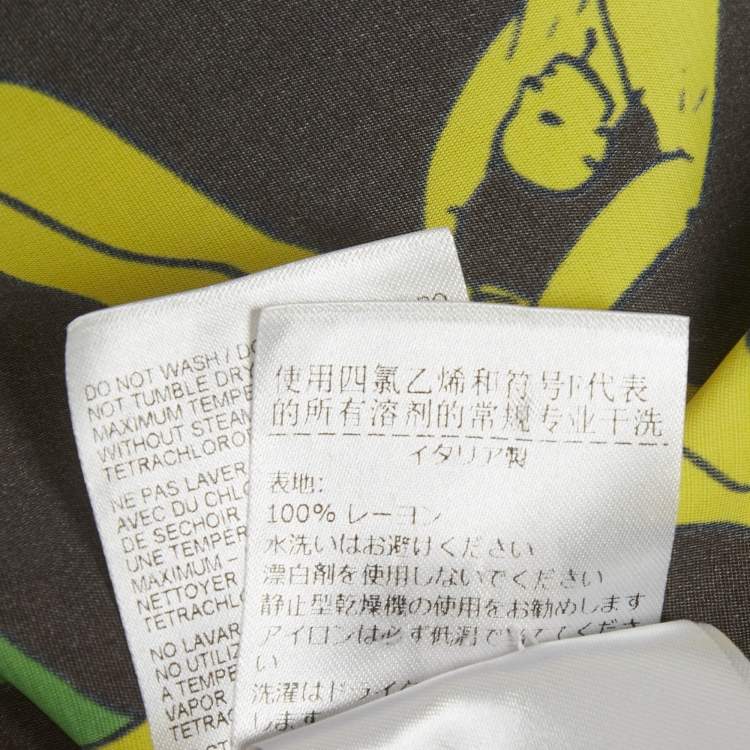 DO NOT WASH / DO
NOT TUMBLE DRY
MAXIMUM TEMPE
WITHOUT STEAM
TETRACHLORO
NE PAS LAVER
AVEC DU CHLO
DE SECHOIR
UNE TEMPER
MAXIMUM –
NETTOYER
TETRACHLO
NO LAVAR
NO UTILIZ
A TEMPE
VAPOR
TETRAC
使用四氯乙烯和符号F代表
的所有溶剂的常规专业干洗
イタリア製
表地:
100% レーヨン
水洗いはお避けください
漂白剤を使用しないでください
静止型乾燥機の使用をお勧めします
アイロンは必ず低温で
い
洗濯はドライク
します